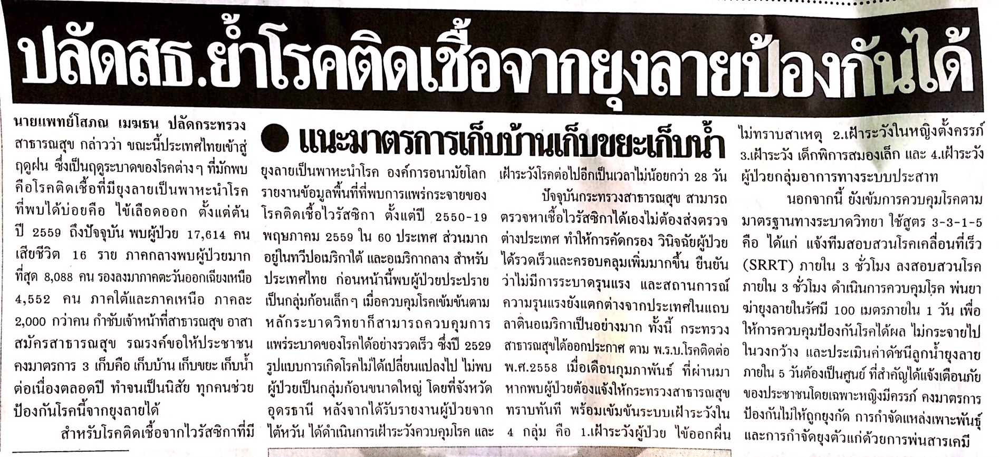 ปลัดสธ.ย้ำโรคติดเชื้อจากยุงลายป้องกันได้
● แนะมาตรการเก็บบ้านเก็บขยะเก็บน้ำ
นายแพทย์โสภณ เมฆธน ปลัดกระทรวง
สาธารณสุข กล่าวว่า ขณะนี้ประเทศไทยเข้าสู่
ฤดูฝน ซึ่งเป็นฤดูระบาดของโรคต่างๆ ที่มักพบ
คือโรคติดเชื้อที่มียุงลายเป็นพาหะนำโรค
ที่พบได้บ่อยคือ ไข้เลือดออก ตั้งแต่ต้น
ปี 2559 ถึงปัจจุบัน พบผู้ป่วย 17,614 คน
เสียชีวิต 16 ราย ภาคกลางพบผู้ป่วยมาก
ที่สุด 8,088 คน รองลงมาภาคตะวันออกเฉียงเหนือ
4,552 คน ภาคใต้และภาคเหนือ ภาคละ
2,000 กว่าคน กำชับเจ้าหน้าที่สาธารณสุข อาสา
สมัครสาธารณสุข รณรงค์ขอให้ประชาชน
คงมาตรการ 3 เก็บคือ เก็บบ้าน เก็บขยะ เก็บน้ำ
ต่อเนื่องตลอดปี ทำจนเป็นนิสัย ทุกคนช่วย
ป้องกันโรคนี้จากยุงลายได้
สำหรับโรคติดเชื้อจากไวรัสซิกาที่มี
ยุงลายเป็นพาหะนำโรค องค์การอนามัยโลก
รายงานข้อมูลพื้นที่ที่พบการแพร่กระจายของ
โรคติดเชื้อไวรัสซิกา ตั้งแต่ปี 2550-19
พฤษภาคม 2559 ใน 60 ประเทศ ส่วนมาก
อยู่ในทวีปอเมริกาใต้ และอเมริกากลาง สำหรับ
ประเทศไทย ก่อนหน้านี้พบผู้ป่วยประปราย
เป็นกลุ่มก้อนเล็กๆ เมื่อควบคุมโรคเข้มข้นตาม
หลักระบาดวิทยาก็สามารถควบคุมการ
แพร่ระบาดของโรคได้อย่างรวดเร็ว ซึ่งปี 2529
รูปแบบการเกิดโรคไม่ได้เปลี่ยนแปลงไป ไม่พบ
ผู้ป่วยเป็นกลุ่มก้อนขนาดใหญ่ โดยที่จังหวัด
อุดรธานี หลังจากได้รับรายงานผู้ป่วยจาก
ไต้หวัน ได้ดำเนินการเฝ้าระวังควบคุมโรค และ
เฝ้าระวังโรคต่อไปอีกเป็นเวลาไม่น้อยกว่า 28 วัน
ปัจจุบันกระทรวงสาธารณสุข สามารถ
ตรวจหาเชื้อไวรัสซิกาได้เองไม่ต้องส่งตรวจ
ต่างประเทศ ทำให้การคัดกรอง วินิจฉัยผู้ป่วย
ได้รวดเร็วและครอบคลุมเพิ่มมากขึ้น ยืนยัน
ว่าไม่มีการระบาดรุนแรง และสถานการณ์
ความรุนแรงยังแตกต่างจากประเทศในแถบ
ลาตินอเมริกาเป็นอย่างมาก ทั้งนี้ กระทรวง
สาธารณสุขได้ออกประกาศ ตาม พ.ร.บ.โรคติดต่อ
พ.ศ.2558 เมื่อเดือนกุมภาพันธ์ ที่ผ่านมา
หากพบผู้ป่วยต้องแจ้งให้กระทรวงสาธารณสุข
ทราบทันที พร้อมเข้มข้นระบบเฝ้าระวังใน
4 กลุ่ม คือ 1.เฝ้าระวังผู้ป่วย ไข้ออกผื่น
ไม่ทราบสาเหตุ 2.เฝ้าระวังในหญิงตั้งครรภ์
3.เฝ้าระวัง เด็กพิการสมองเล็ก และ 4.เฝ้าระวัง
ผู้ป่วยกลุ่มอาการทางระบบประสาท
นอกจากนี้ ยังเข้มการควบคุมโรคตาม
มาตรฐานทางระบาดวิทยา ใช้สูตร 3-3-1-5
คือ ได้แก่ แจ้งทีมสอบสวนโรคเคลื่อนที่เร็ว
(SRRT) ภายใน 3 ชั่วโมง ลงสอบสวนโรค
ภายใน 3 ชั่วโมง ดำเนินการควบคุมโรค พ่นยา
ฆ่ายุงลายในรัศมี 100 เมตรภายใน 1 วัน เพื่อ
ให้การควบคุมป้องกันโรคได้ผล ไม่กระจายไป
ในวงกว้าง และประเมินค่าดัชนีลูกน้ำยุงลาย
ภายใน 5 วันต้องเป็นศูนย์ ที่สำคัญได้แจ้งเตือนภัย
ของประชาชนโดยเฉพาะหญิงมีครรภ์ คงมาตรการ
ป้องกันไม่ให้ถูกยุงกัด การกำจัดแหล่งเพาะพันธุ์
และการกำจัดยุงตัวแก่ด้วยการพ่นสารเคมี